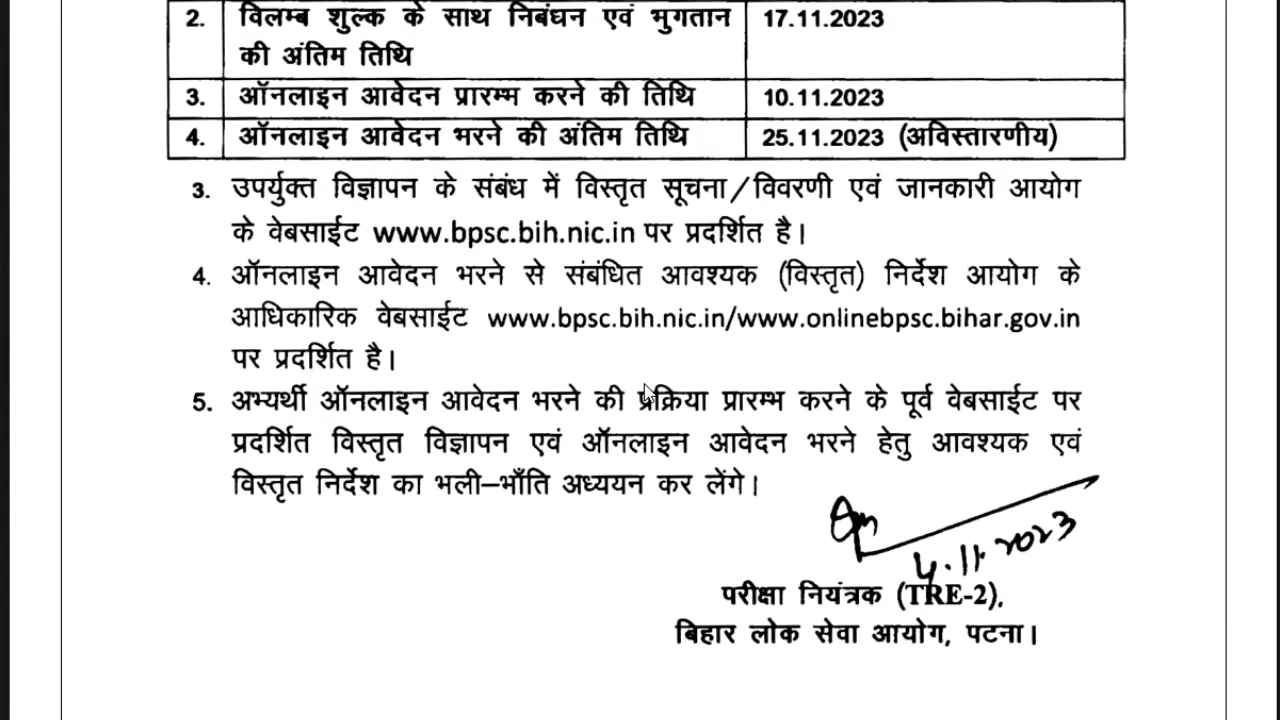 2. विलम्ब शुल्क के साथ निबंधन एवं भुगतान 17.11.2023
की अंतिम तिथि
3. ऑनलाइन आवेदन प्रारम्भ करने की तिथि 10.11.2023
4. ऑनलाइन आवेदन भरने की अंतिम तिथि 25.11.2023 (अविस्तारणीय)
3. उपर्युक्त विज्ञापन के संबंध में विस्तृत सूचना/विवरणी एवं जानकारी आयोग
के वेबसाईट www.bpsc.bih.nic.in पर प्रदर्शित है।
4. ऑनलाइन आवेदन भरने से संबंधित आवश्यक (विस्तृत) निर्देश आयोग के
आधिकारिक वेबसाईट www.bpsc.bih.nic.in/www.onlinebpsc.bihar.gov.in
पर प्रदर्शित है।
5. अभ्यर्थी ऑनलाइन आवेदन भरने की प्रक्रिया प्रारम्भ करने के पूर्व वेबसाईट पर
प्रदर्शित विस्तृत विज्ञापन एवं ऑनलाइन आवेदन भरने हेतु आवश्यक एवं
विस्तृत निर्देश का भली–भाँति अध्ययन कर लेंगे।
4.11.2023
परीक्षा नियंत्रक (TRE-2),
बिहार लोक सेवा आयोग, पटना।